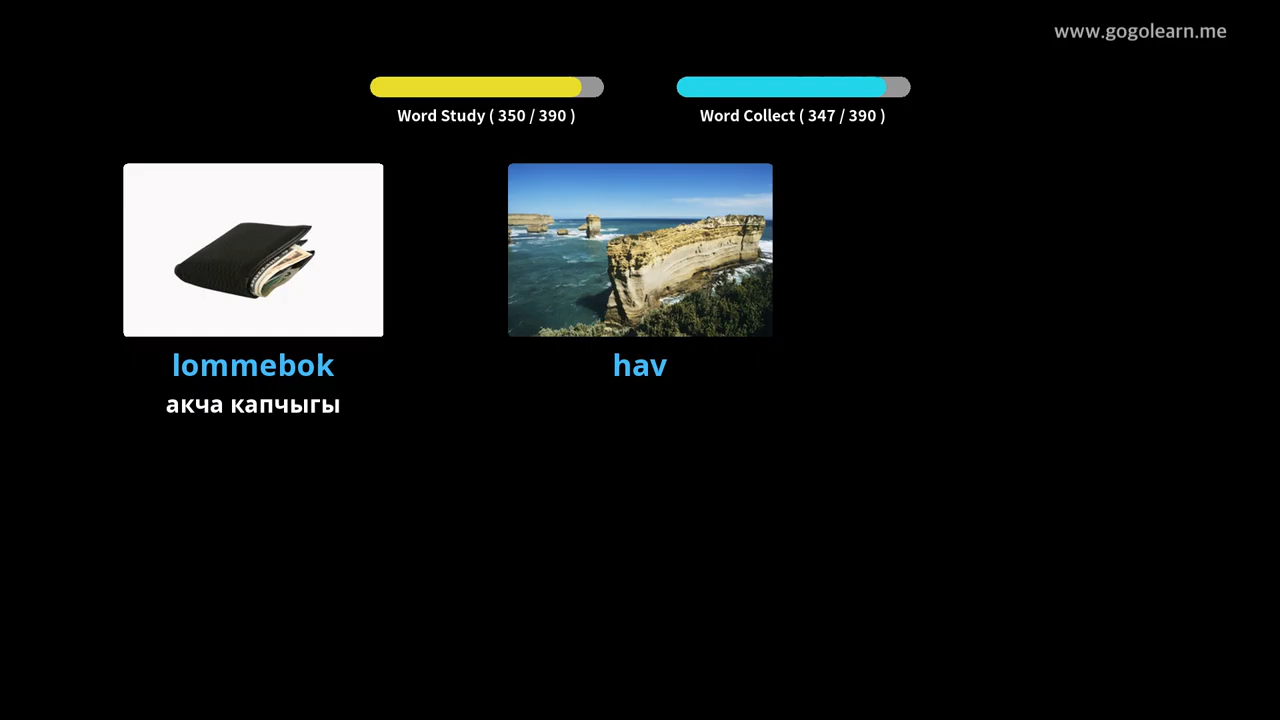 www.gogolearn.me
Word Study ( 350 / 390 )
Word Collect ( 347 / 390 )
lommebok
hav
акча капчыгы